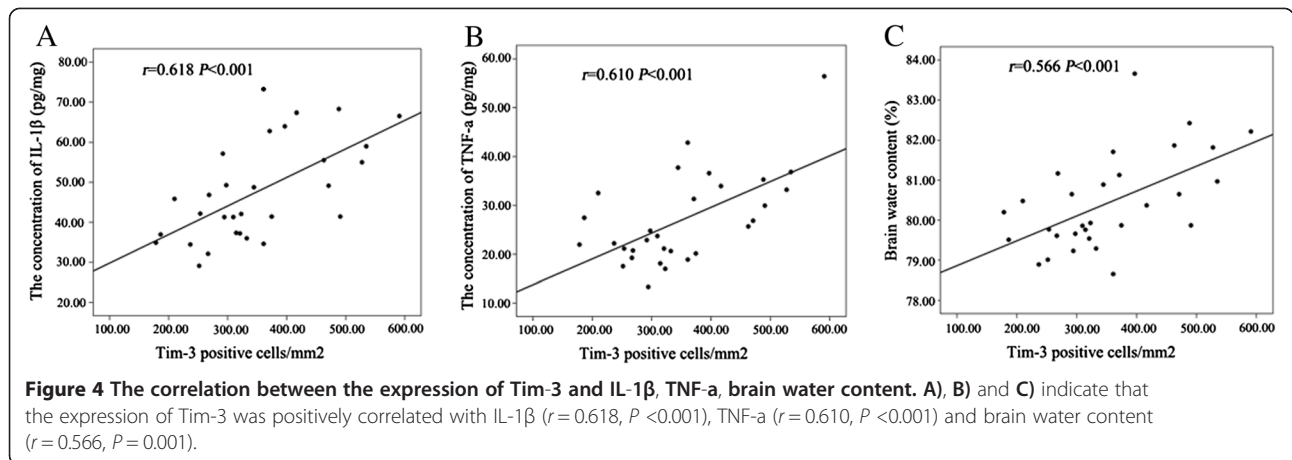 A
r=0.618 P<0.001
The concentration of IL-1β (pg/mg)
80.00
70.00
60.00
50.00
40.00
30.00
20.00
100.00 200.00 300.00 400.00 500.00 600.00
Tim-3 positive cells/mm2
B
r=0.610 P<0.001
The concentration of TNF-a (pg/mg)
60.00
50.00
40.00
30.00
20.00
10.00
100.00 200.00 300.00 400.00 500.00 600.00
Tim-3 positive cells/mm2
C
r=0.566 P<0.001
Brain water content (%)
84.00
83.00
82.00
81.00
80.00
79.00
78.00
100.00 200.00 300.00 400.00 500.00 600.00
Tim-3 positive cells/mm2
Figure 4 The correlation between the expression of Tim-3 and IL-1β, TNF-a, brain water content. A), B) and C) indicate that
the expression of Tim-3 was positively correlated with IL-1β (r = 0.618, P <0.001), TNF-a (r = 0.610, P <0.001) and brain water content
(r = 0.566, P = 0.001).